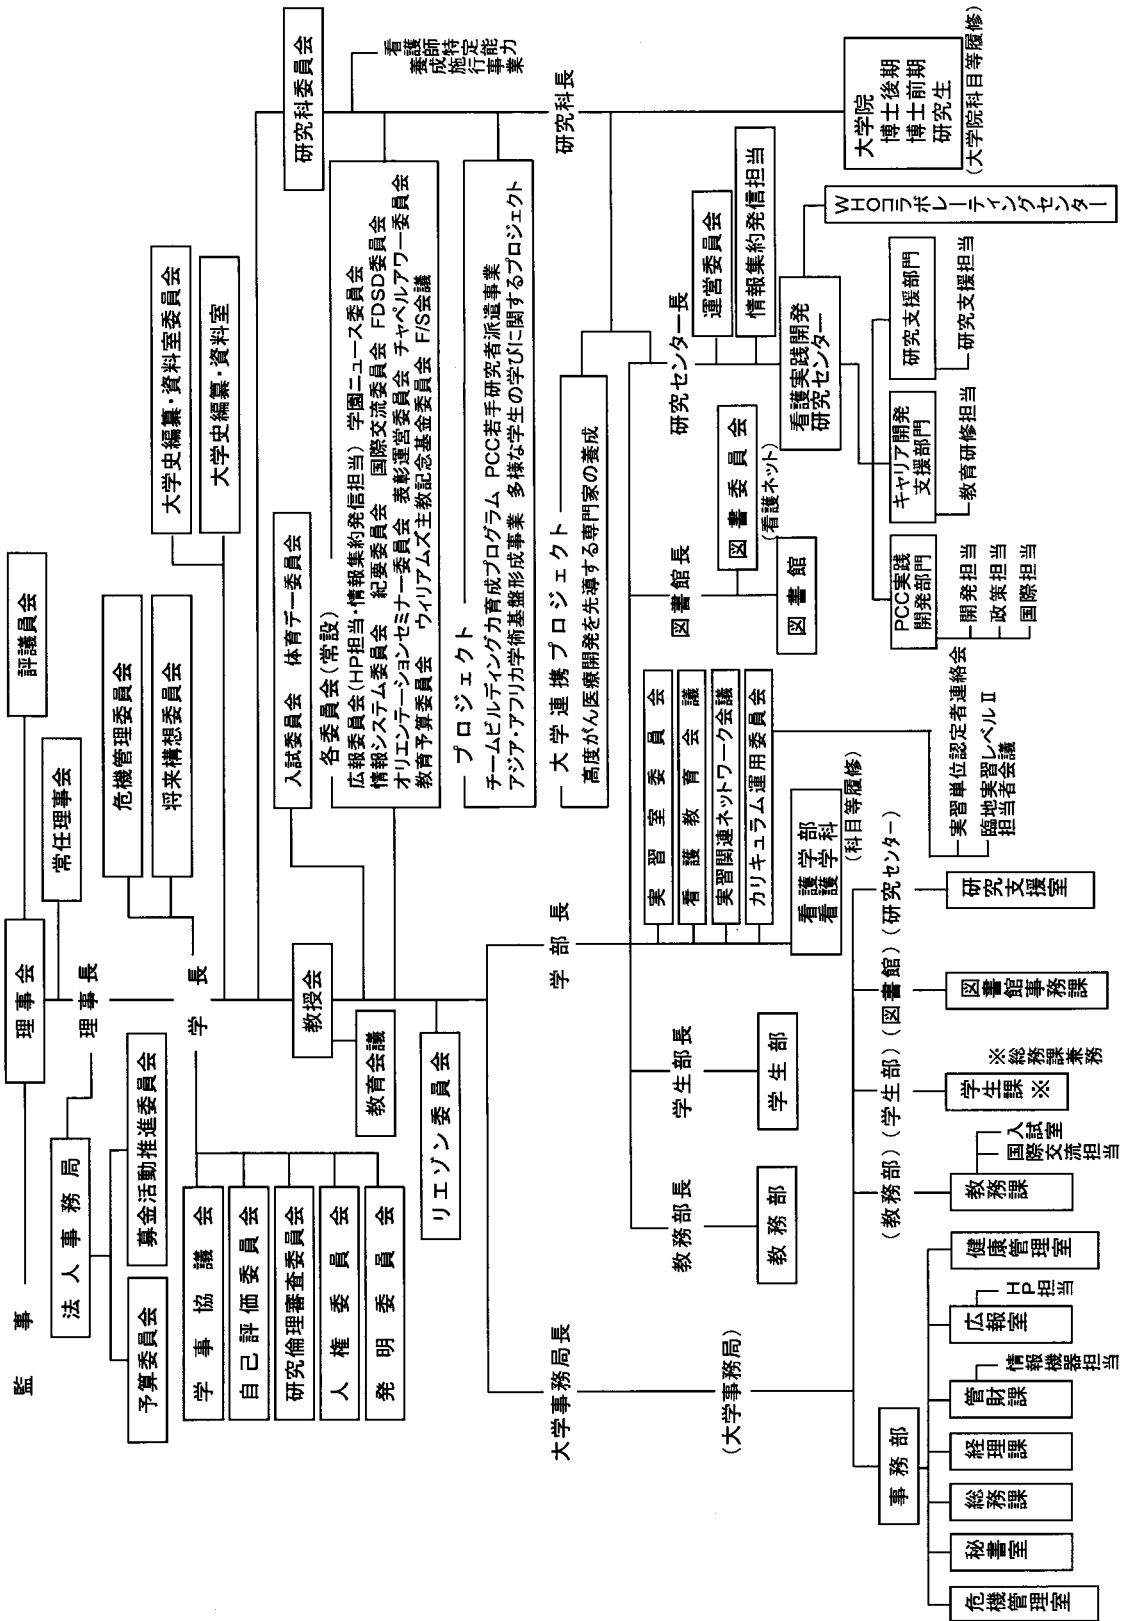 監事
理事会
評議員会
常任理事会
法人事務局
理事長
予算委員会
募金活動推進委員会
危機管理委員会
将来構想委員会
学長
大学史編纂・資料室委員会
大学史編纂・資料室
学事協議会
自己評価委員会
研究倫理審査委員会
人権委員会
発明委員会
教授会
教育会議
研究科委員会
看護師特定能力
養成施行事業
入試委員会 体育デー委員会
各委員会(常設)
広報委員会(HP担当・情報集約発信担当) 学園ニュース委員会
情報システム委員会 紀要委員会 国際交流委員会 FDSD委員会
オリエンテーションセミナー委員会 表彰運営委員会 チャペルアワー委員会
教育予算委員会 ウィリアムズ主教記念基金委員会 F/S会議
リエゾン委員会
プロジェクト
チームビルディング力育成プログラム PCC若手研究者派遣事業
アジア・アフリカ学術基盤形成事業 多様な学生の学びに関するプロジェクト
大学事務局長
学部長
研究科長
大学連携プロジェクト
高度がん医療開発を先導する専門家の養成
教務部長
学生部長
図書館長
研究センター長
実習室委員会
看護教育会議
実習関連ネットワーク会議
カリキュラム運用委員会
運営委員会
情報集約発信担当
(大学事務局)
教務部
学生部
図書委員会
(看護ネット)
図書館
看護学部
看護学科
(科目等履修)
看護実践開発
研究センター
WHOコラボレーティングセンター
大学院
博士後期
博士前期
研究生
(大学院科目等履修)
PCC実践
開発部門
開発担当
政策担当
国際担当
キャリア開発
支援部門
教育研修担当
研究支援部門
研究支援担当
実習単位認定者連絡会
臨地実習レベルⅡ
担当者会議
(教務部)(学生部)(図書館)(研究センター)
事務部
危機管理室
秘書室
総務課
経理課
管財課
情報機器担当
広報室
HP担当
健康管理室
教務課
入試室
国際交流担当
学生課※
※総務課兼務
図書館事務課
研究支援室